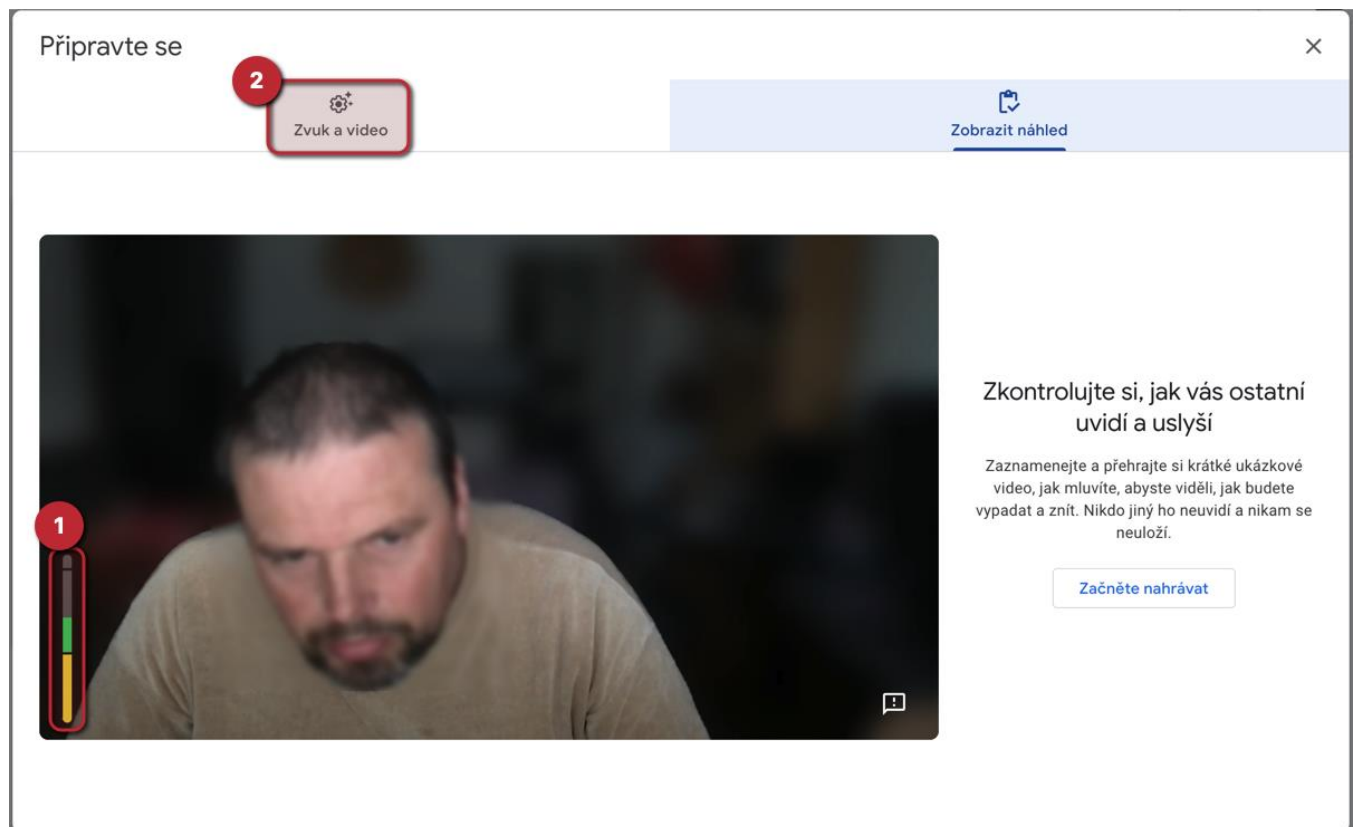 Připravte se
2
Zvuk a video
Zobrazit náhled
1
Zkontrolujte si, jak vás ostatní
uvidí a uslyší
Zaznamenejte a přehrajte si krátké ukázkové
video, jak mluvíte, abyste viděli, jak budete
vypadat a znít. Nikdo jiný ho neuvidí a nikam se
neuloží.
Začněte nahrávat